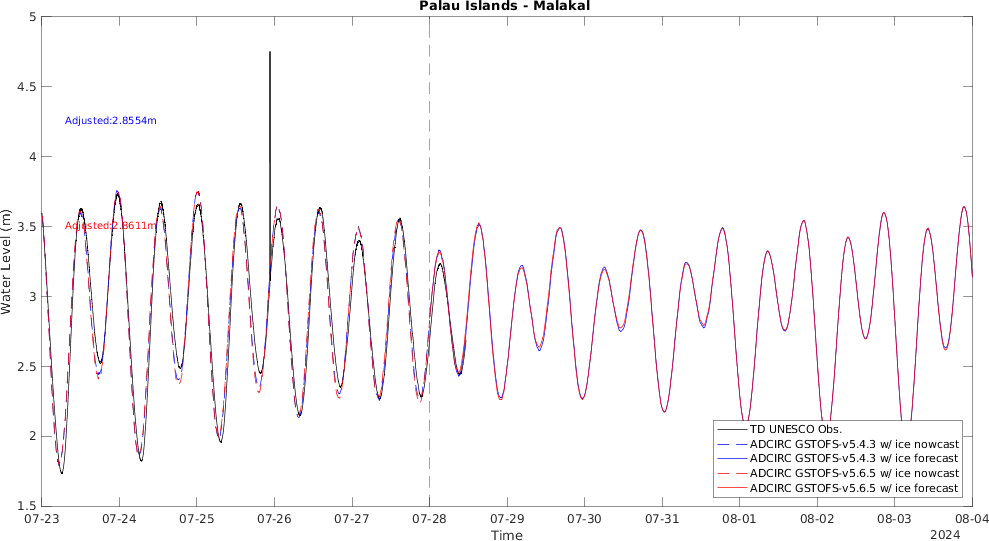 Palau Islands - Malakal
Water Level (m)
5
4.5
4
3.5
3
2.5
2
1.5
Adjusted:2.8554m
Adjusted:2.8611m
TD UNESCO Obs.
ADCIRC GSTOFS-v5.4.3 w/ ice nowcast
ADCIRC GSTOFS-v5.4.3 w/ ice forecast
ADCIRC GSTOFS-v5.6.5 w/ ice nowcast
ADCIRC GSTOFS-v5.6.5 w/ ice forecast
07-23 07-24 07-25 07-26 07-27 07-28 07-29 07-30 07-31 08-01 08-02 08-03 08-04
Time
2024